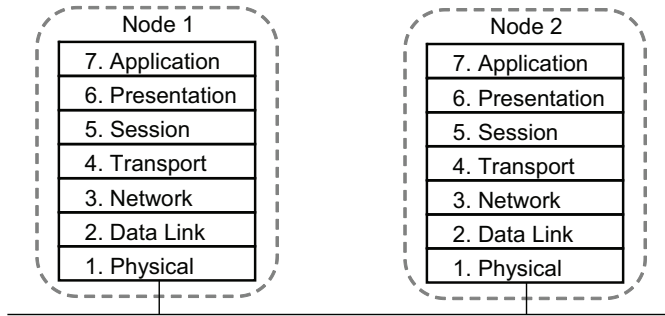 Node 1
7. Application
6. Presentation
5. Session
4. Transport
3. Network
2. Data Link
1. Physical
Node 2
7. Application
6. Presentation
5. Session
4. Transport
3. Network
2. Data Link
1. Physical